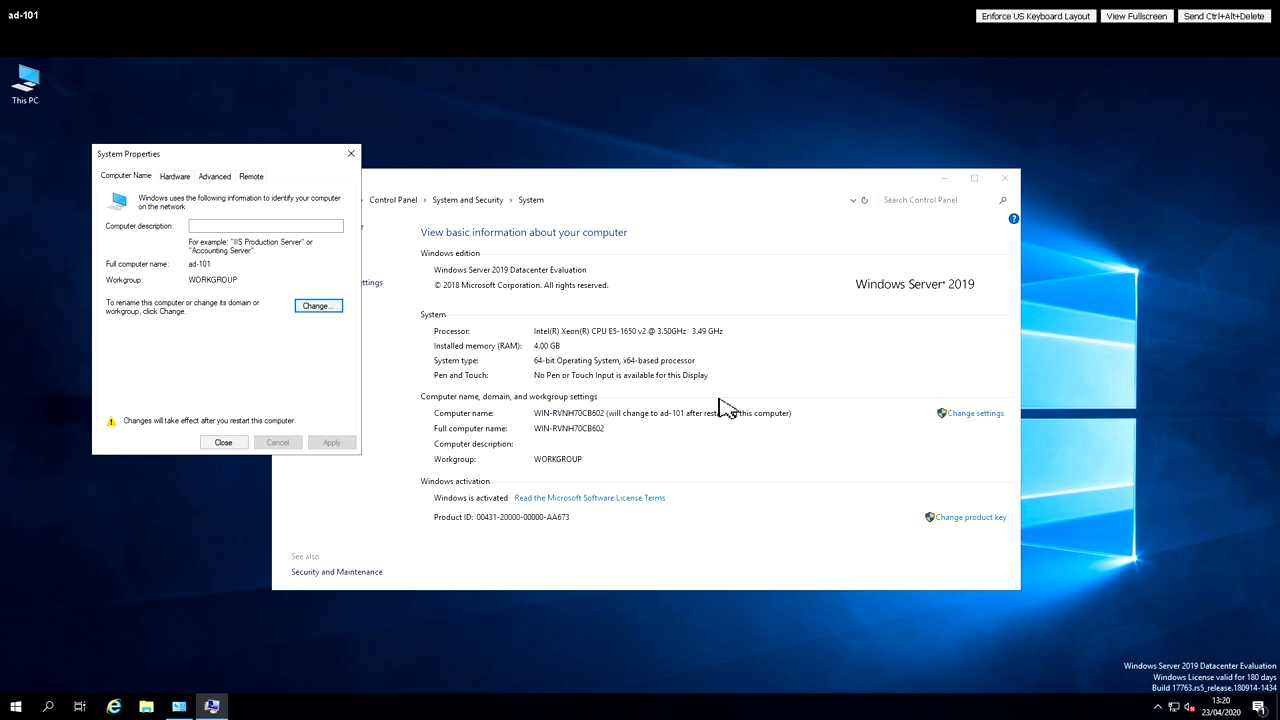 ad-101
Enforce US Keyboard Layout
View Fullscreen
Send Ctrl+Alt+Delete
This PC
System Properties
Computer Name
Hardware
Advanced
Remote
Windows uses the following information to identify your computer
on the network.
Computer description:
For example: "IIS Production Server" or
"Accounting Server".
Full computer name: ad-101
Workgroup: WORKGROUP
To rename this computer or change its domain or
workgroup, click Change.
Change...
Changes will take effect after you restart this computer.
Close
Cancel
Apply
Control Panel › System and Security › System
Search Control Panel
View basic information about your computer
Windows edition
Windows Server 2019 Datacenter Evaluation
© 2018 Microsoft Corporation. All rights reserved.
Windows Server® 2019
System
Processor: Intel(R) Xeon(R) CPU E5-1650 v2 @ 3.50GHz 3.49 GHz
Installed memory (RAM): 4.00 GB
System type: 64-bit Operating System, x64-based processor
Pen and Touch: No Pen or Touch Input is available for this Display
Computer name, domain, and workgroup settings
Computer name: WIN-RVNH70CB602 (will change to ad-101 after this computer)
Change settings
Full computer name: WIN-RVNH70CB602
Computer description:
Workgroup: WORKGROUP
Windows activation
Windows is activated Read the Microsoft Software License Terms
Product ID: 00431-20000-00000-AA673
Change product key
See also
Security and Maintenance
Windows Server 2019 Datacenter Evaluation
Windows License valid for 180 days
Build 17763.rs5_release.180914-1434
13:20
23/04/2020
1